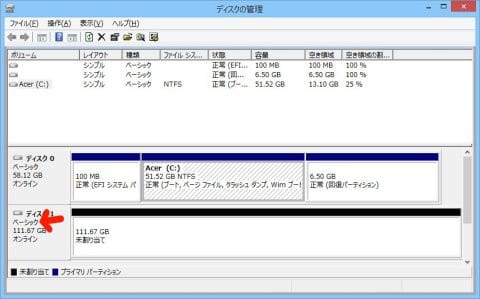 ディスクの管理
ファイル(F) 操作(A) 表示(V) ヘルプ(H)
ボリューム レイアウト 種類 ファイル シス... 状態 容量 空き領域 空き領域の割...
シンプル ベーシック 正常 (EFI... 100 MB 100 MB 100 %
シンプル ベーシック 正常 (回... 6.50 GB 6.50 GB 100 %
Acer (C:) シンプル ベーシック NTFS 正常 (ブー... 51.52 GB 13.10 GB 25 %
ディスク 0
ベーシック
58.12 GB
オンライン
100 MB
正常 (EFI システム パ
Acer (C:)
51.52 GB NTFS
正常 (ブート, ページ ファイル, クラッシュ ダンプ, Wim ブー
6.50 GB
正常 (回復パーティション)
ディスク 1
ベーシック
111.67 GB
オンライン
111.67 GB
未割り当て
未割り当て プライマリ パーティション